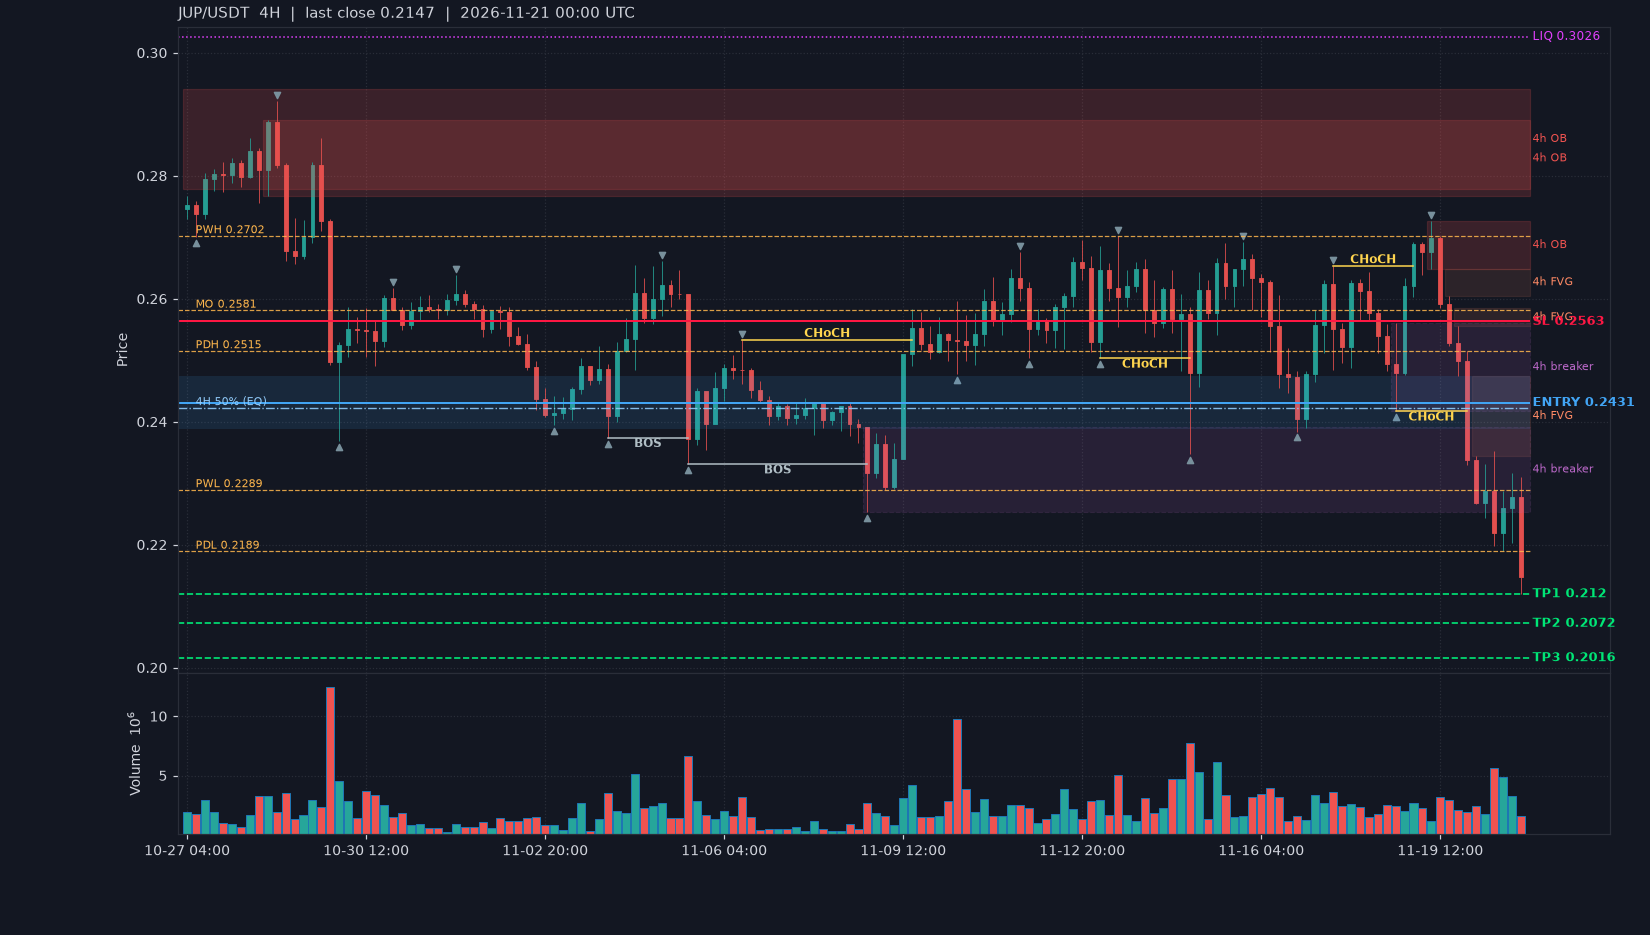 JUP/USDT 4H | last close 0.2147 | 2026-11-21 00:00 UTC
LIQ 0.3026
0.30
4h OB
4h OB
0.28
PWH 0.2702
4h OB
CHoCH
4h FVG
0.26
MO 0.2581
4h FVG
SL 0.2563
CHoCH
PDH 0.2515
CHoCH
4h breaker
Price
4H 50% (EQ)
ENTRY 0.2431
4h FVG
CHoCH
0.24
BOS
BOS
4h breaker
PWL 0.2289
PDL 0.2189
0.22
TP1 0.212
TP2 0.2072
TP3 0.2016
0.20
Volume 10⁶
10
5
10-27 04:00 10-30 12:00 11-02 20:00 11-06 04:00 11-09 12:00 11-12 20:00 11-16 04:00 11-19 12:00